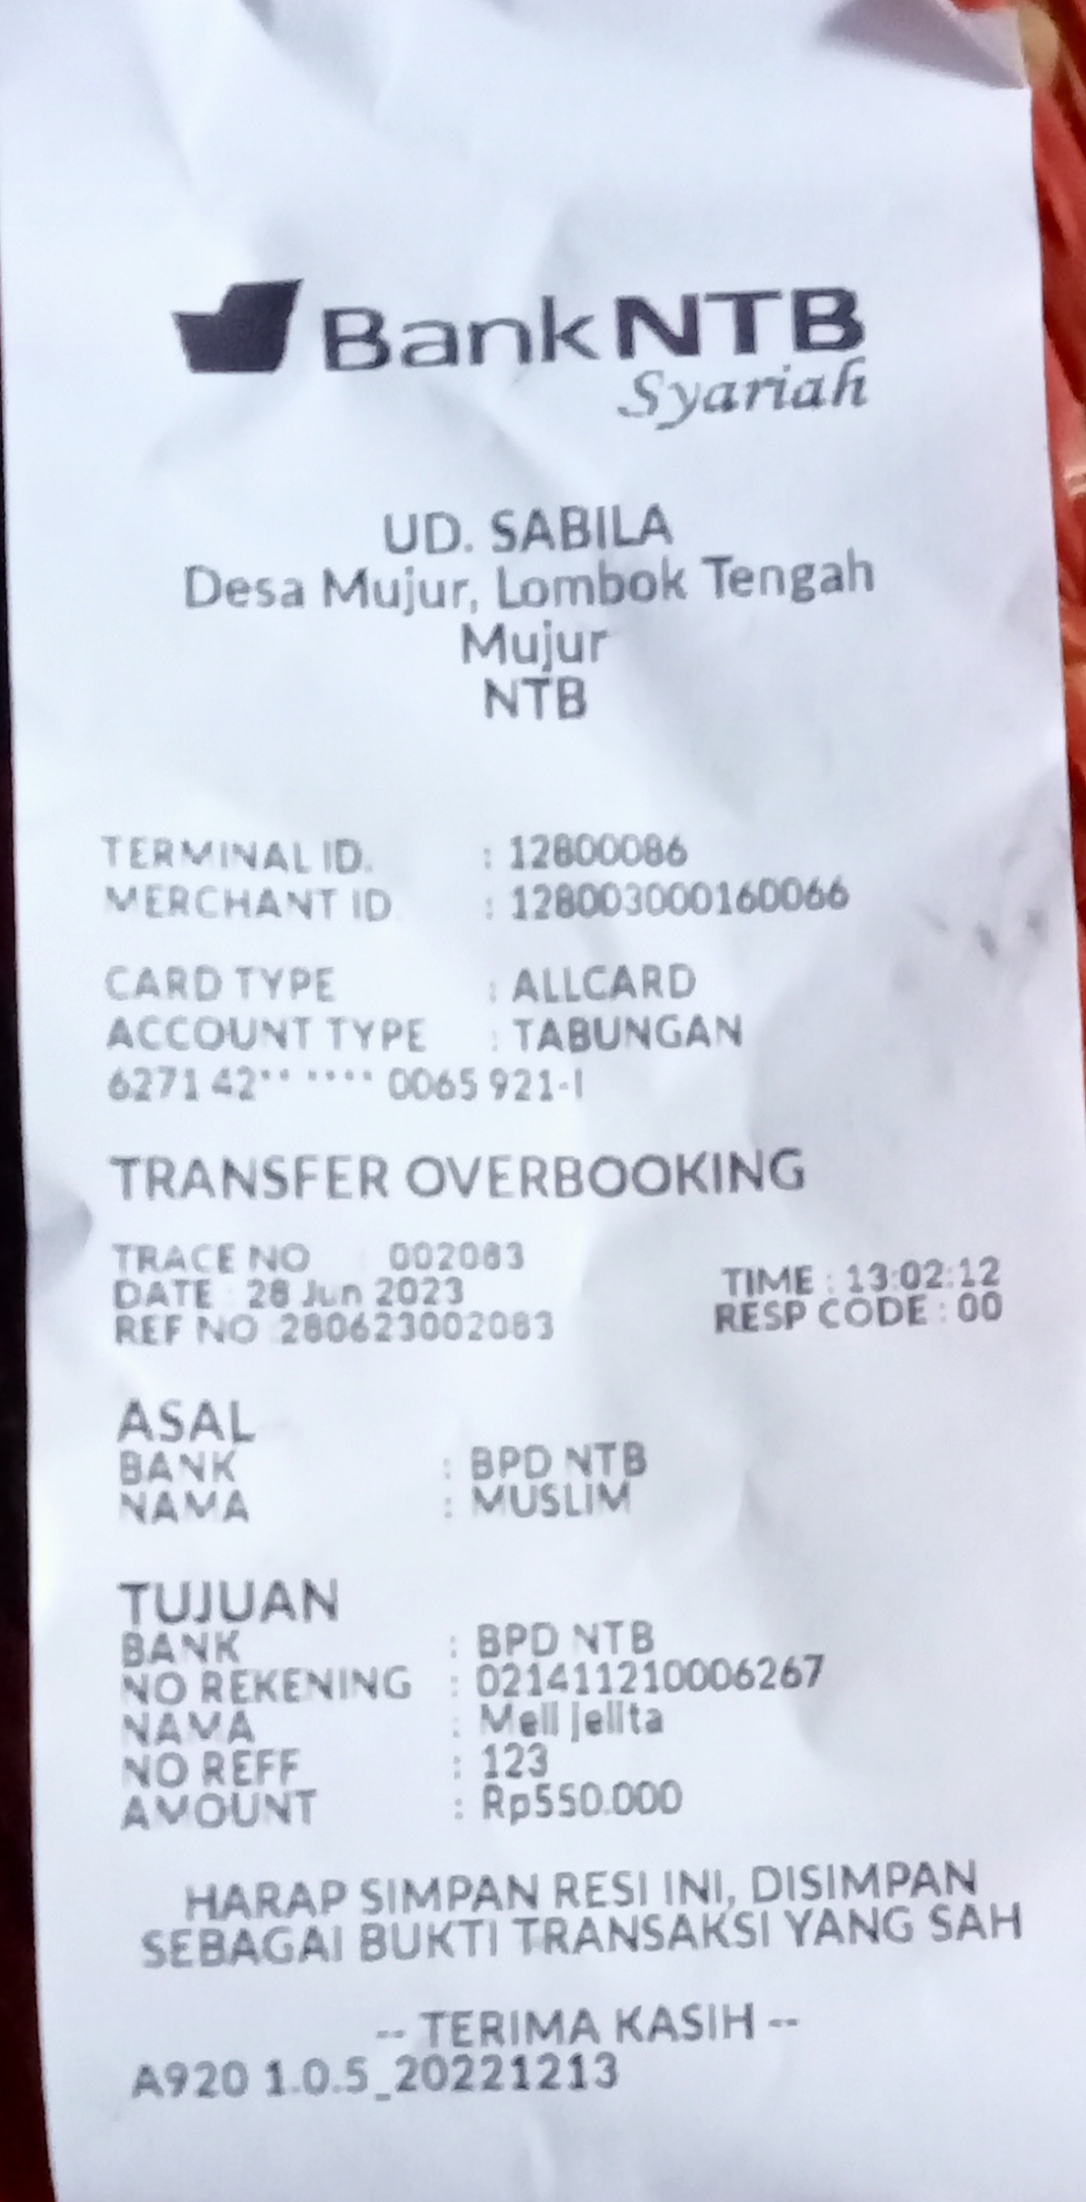 BankNTB
Syariah
UD. SABILA
Desa Mujur, Lombok Tengah
Mujur
NTB
TERMINAL ID. : 12800086
MERCHANT ID : 128003000160066
CARD TYPE : ALLCARD
ACCOUNT TYPE : TABUNGAN
6271 42** **** 0065 921-I
TRANSFER OVERBOOKING
TRACE NO : 002083
DATE : 28 Jun 2023 TIME : 13:02:12
REF NO 280623002083 RESP CODE : 00
ASAL
BANK : BPD NTB
NAMA : MUSLIM
TUJUAN
BANK : BPD NTB
NO REKENING : 021411210006267
NAMA : Meli jelita
NO REFF : 123
AMOUNT : Rp550.000
HARAP SIMPAN RESI INI, DISIMPAN
SEBAGAI BUKTI TRANSAKSI YANG SAH
-- TERIMA KASIH --
A920 1.0.5_20221213